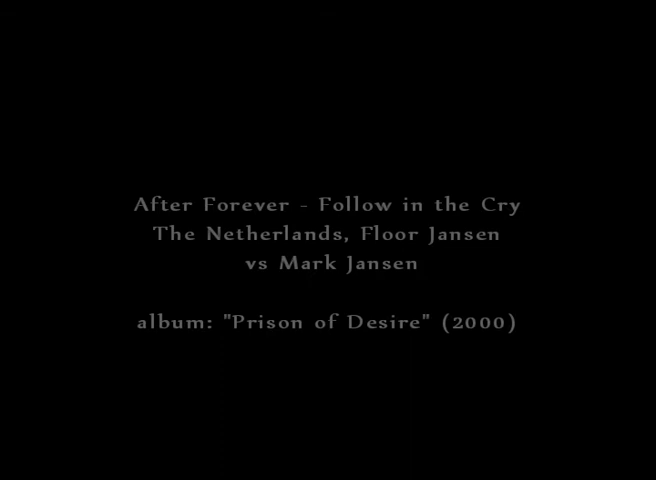 After Forever - Follow in the Cry
The Netherlands, Floor Jansen
vs Mark Jansen
album: "Prison of Desire" (2000)